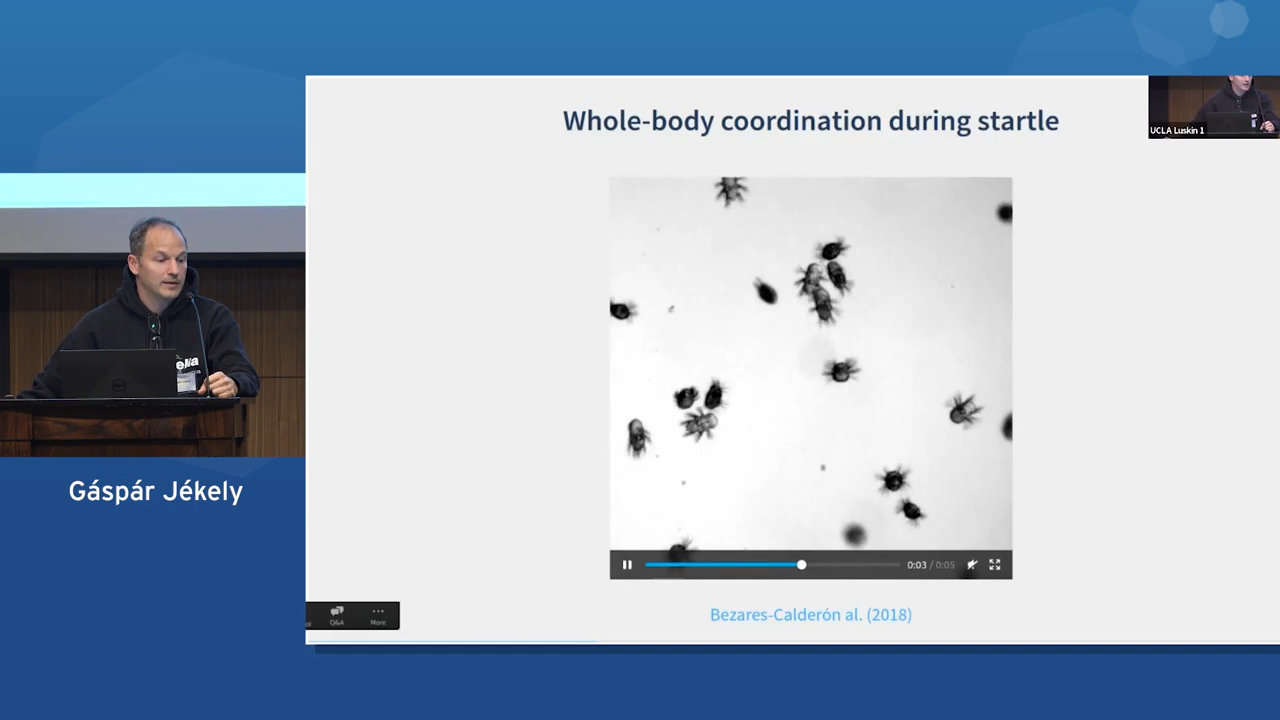 Whole-body coordination during startle
UCLA Luskin 1
Gáspár Jékely
0:03 / 0:05
Bezares-Calderón al. (2018)
Q&A
More